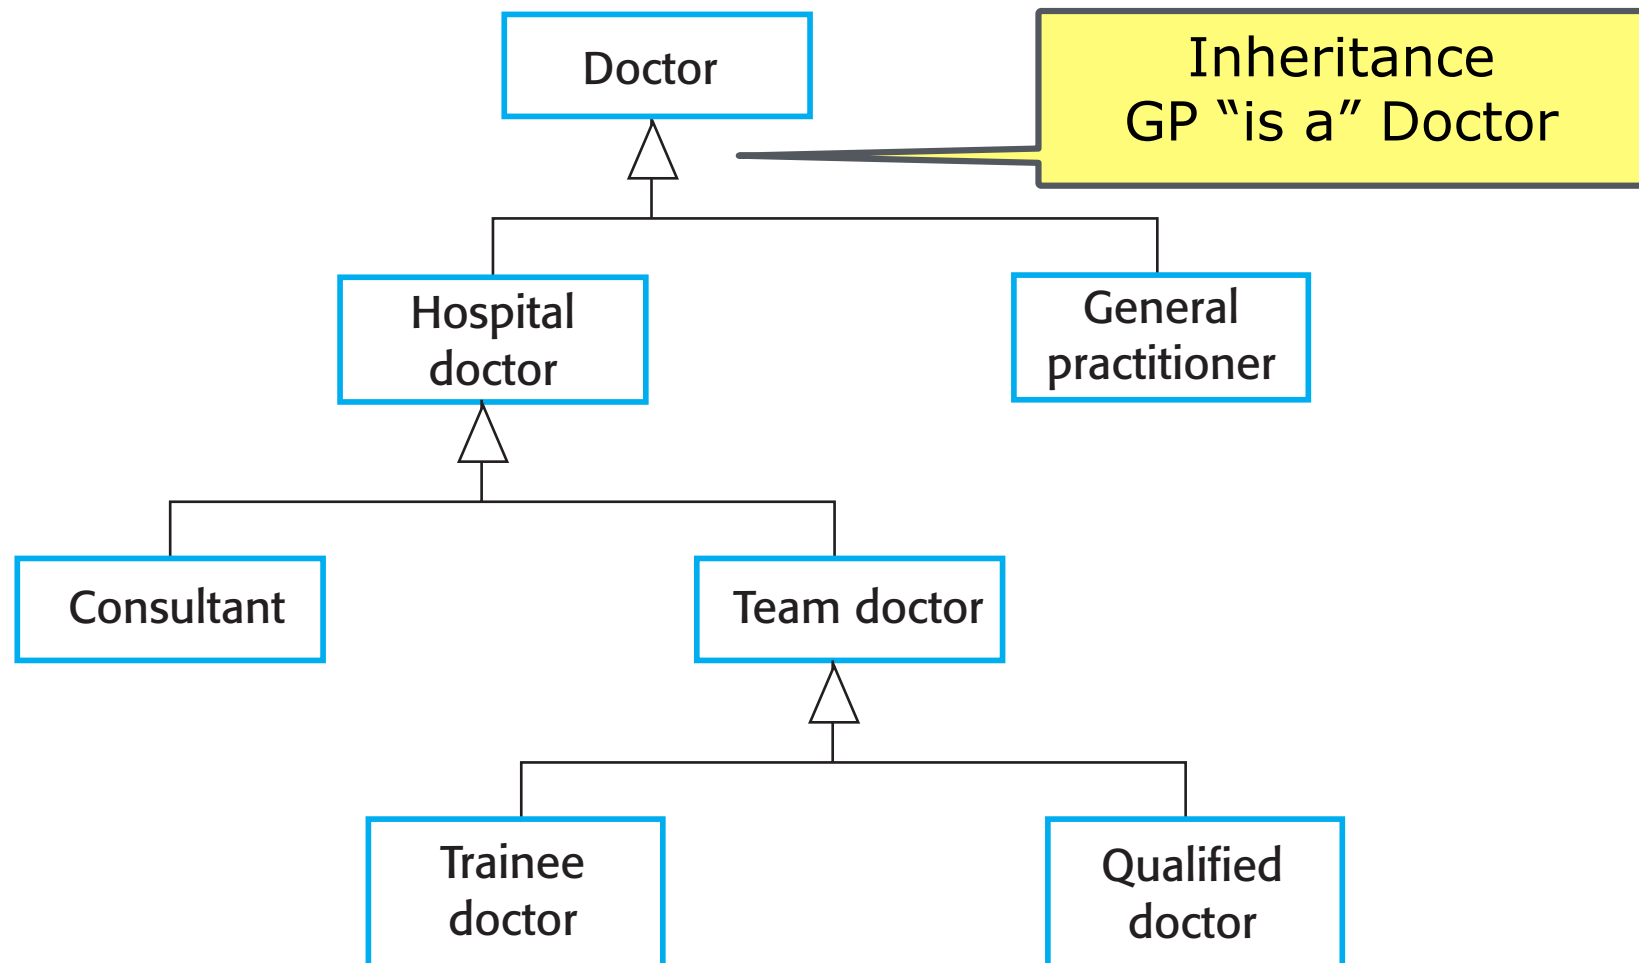 Doctor
Inheritance
GP “is a” Doctor
Hospital
doctor
General
practitioner
Consultant
Team doctor
Trainee
doctor
Qualified
doctor